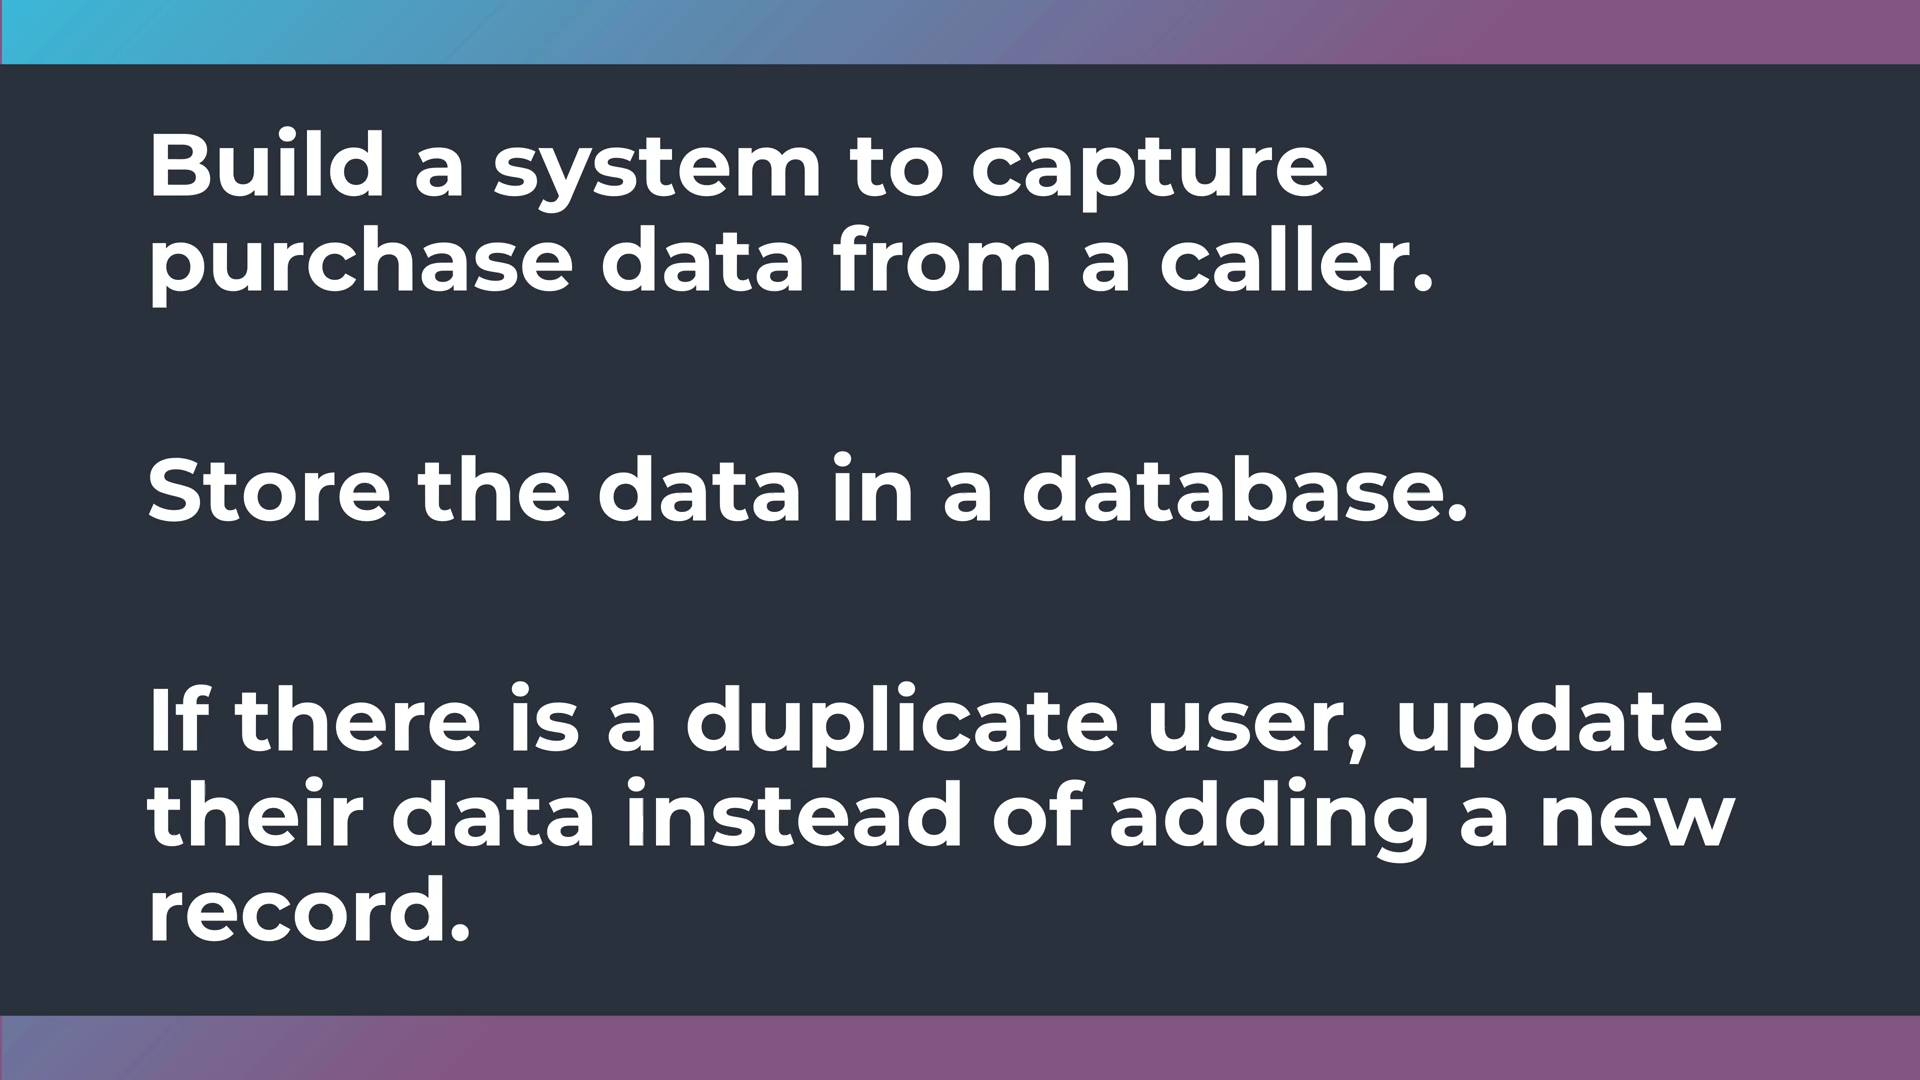 Build a system to capture
purchase data from a caller.
Store the data in a database.
If there is a duplicate user, update
their data instead of adding a new
record.